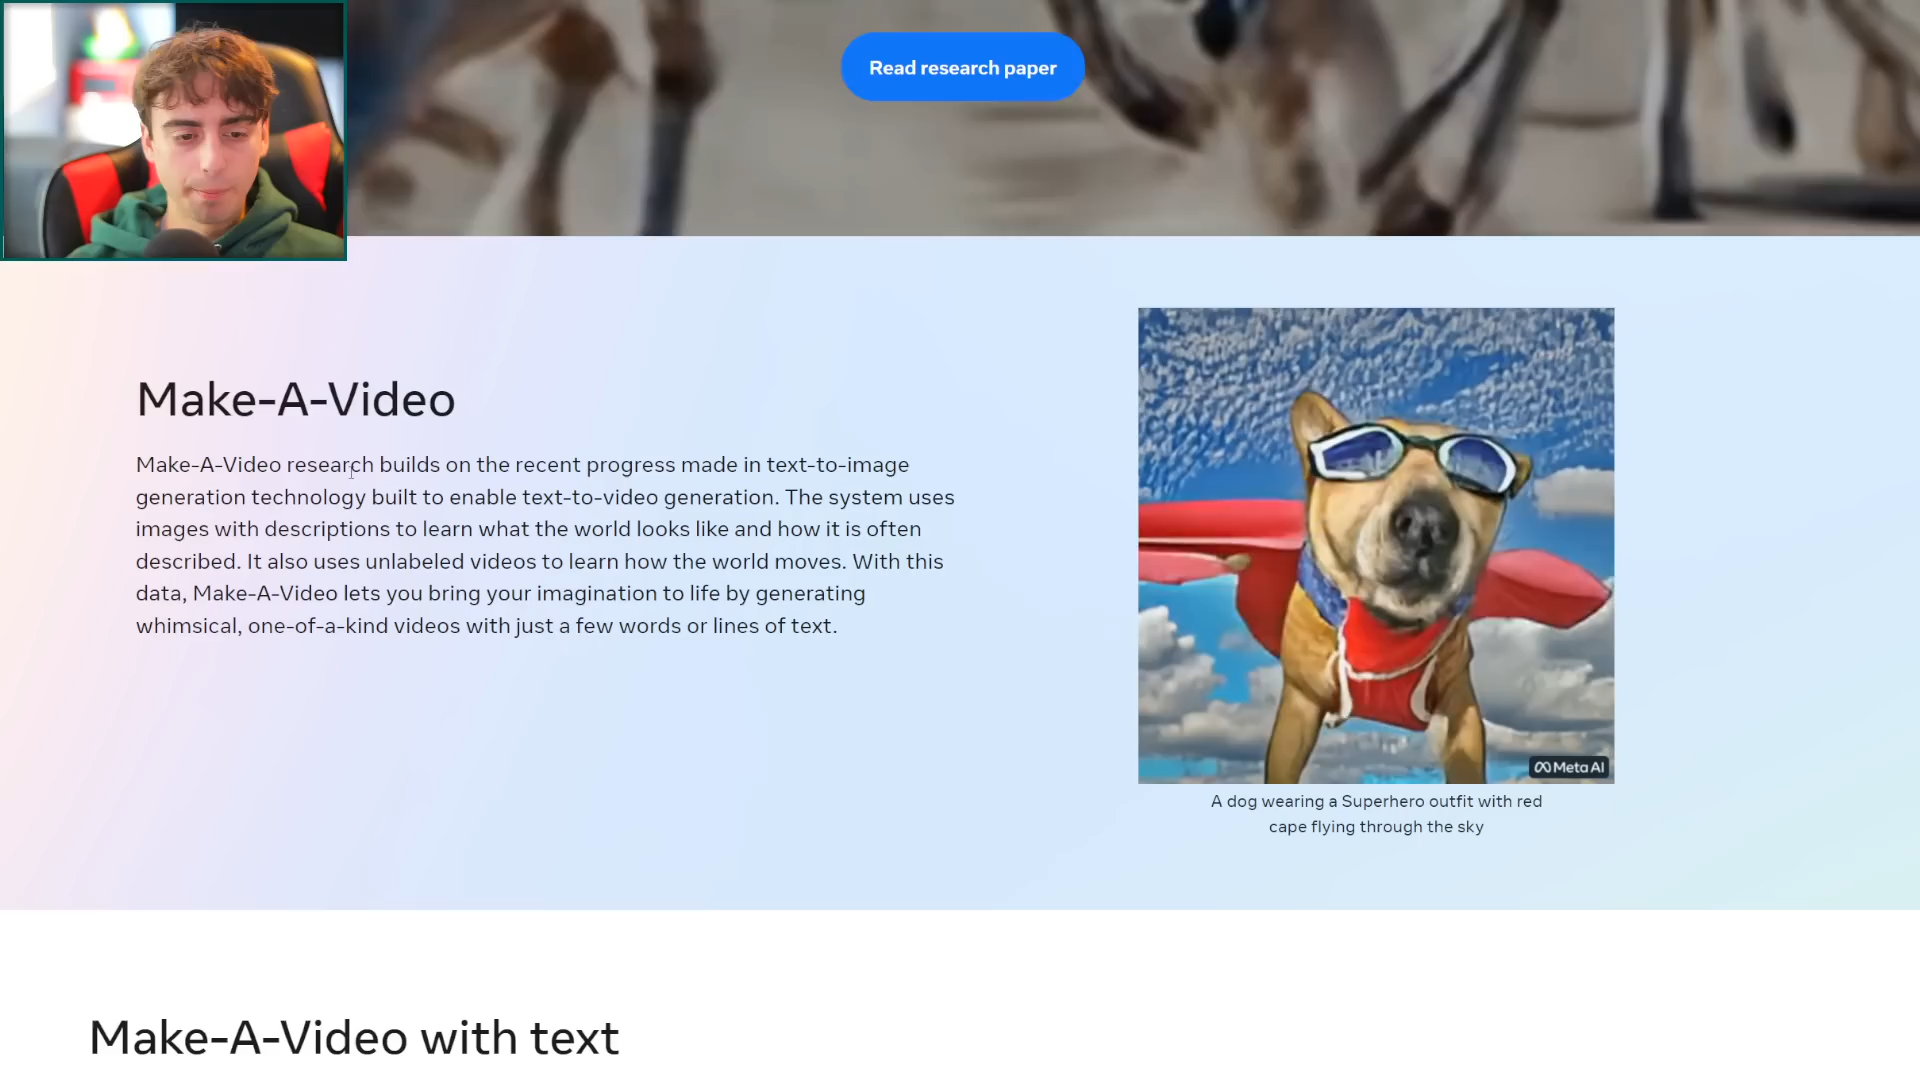 Read research paper
Make-A-Video
Make-A-Video research builds on the recent progress made in text-to-image
generation technology built to enable text-to-video generation. The system uses
images with descriptions to learn what the world looks like and how it is often
described. It also uses unlabeled videos to learn how the world moves. With this
data, Make-A-Video lets you bring your imagination to life by generating
whimsical, one-of-a-kind videos with just a few words or lines of text.
Meta AI
A dog wearing a Superhero outfit with red
cape flying through the sky
Make-A-Video with text